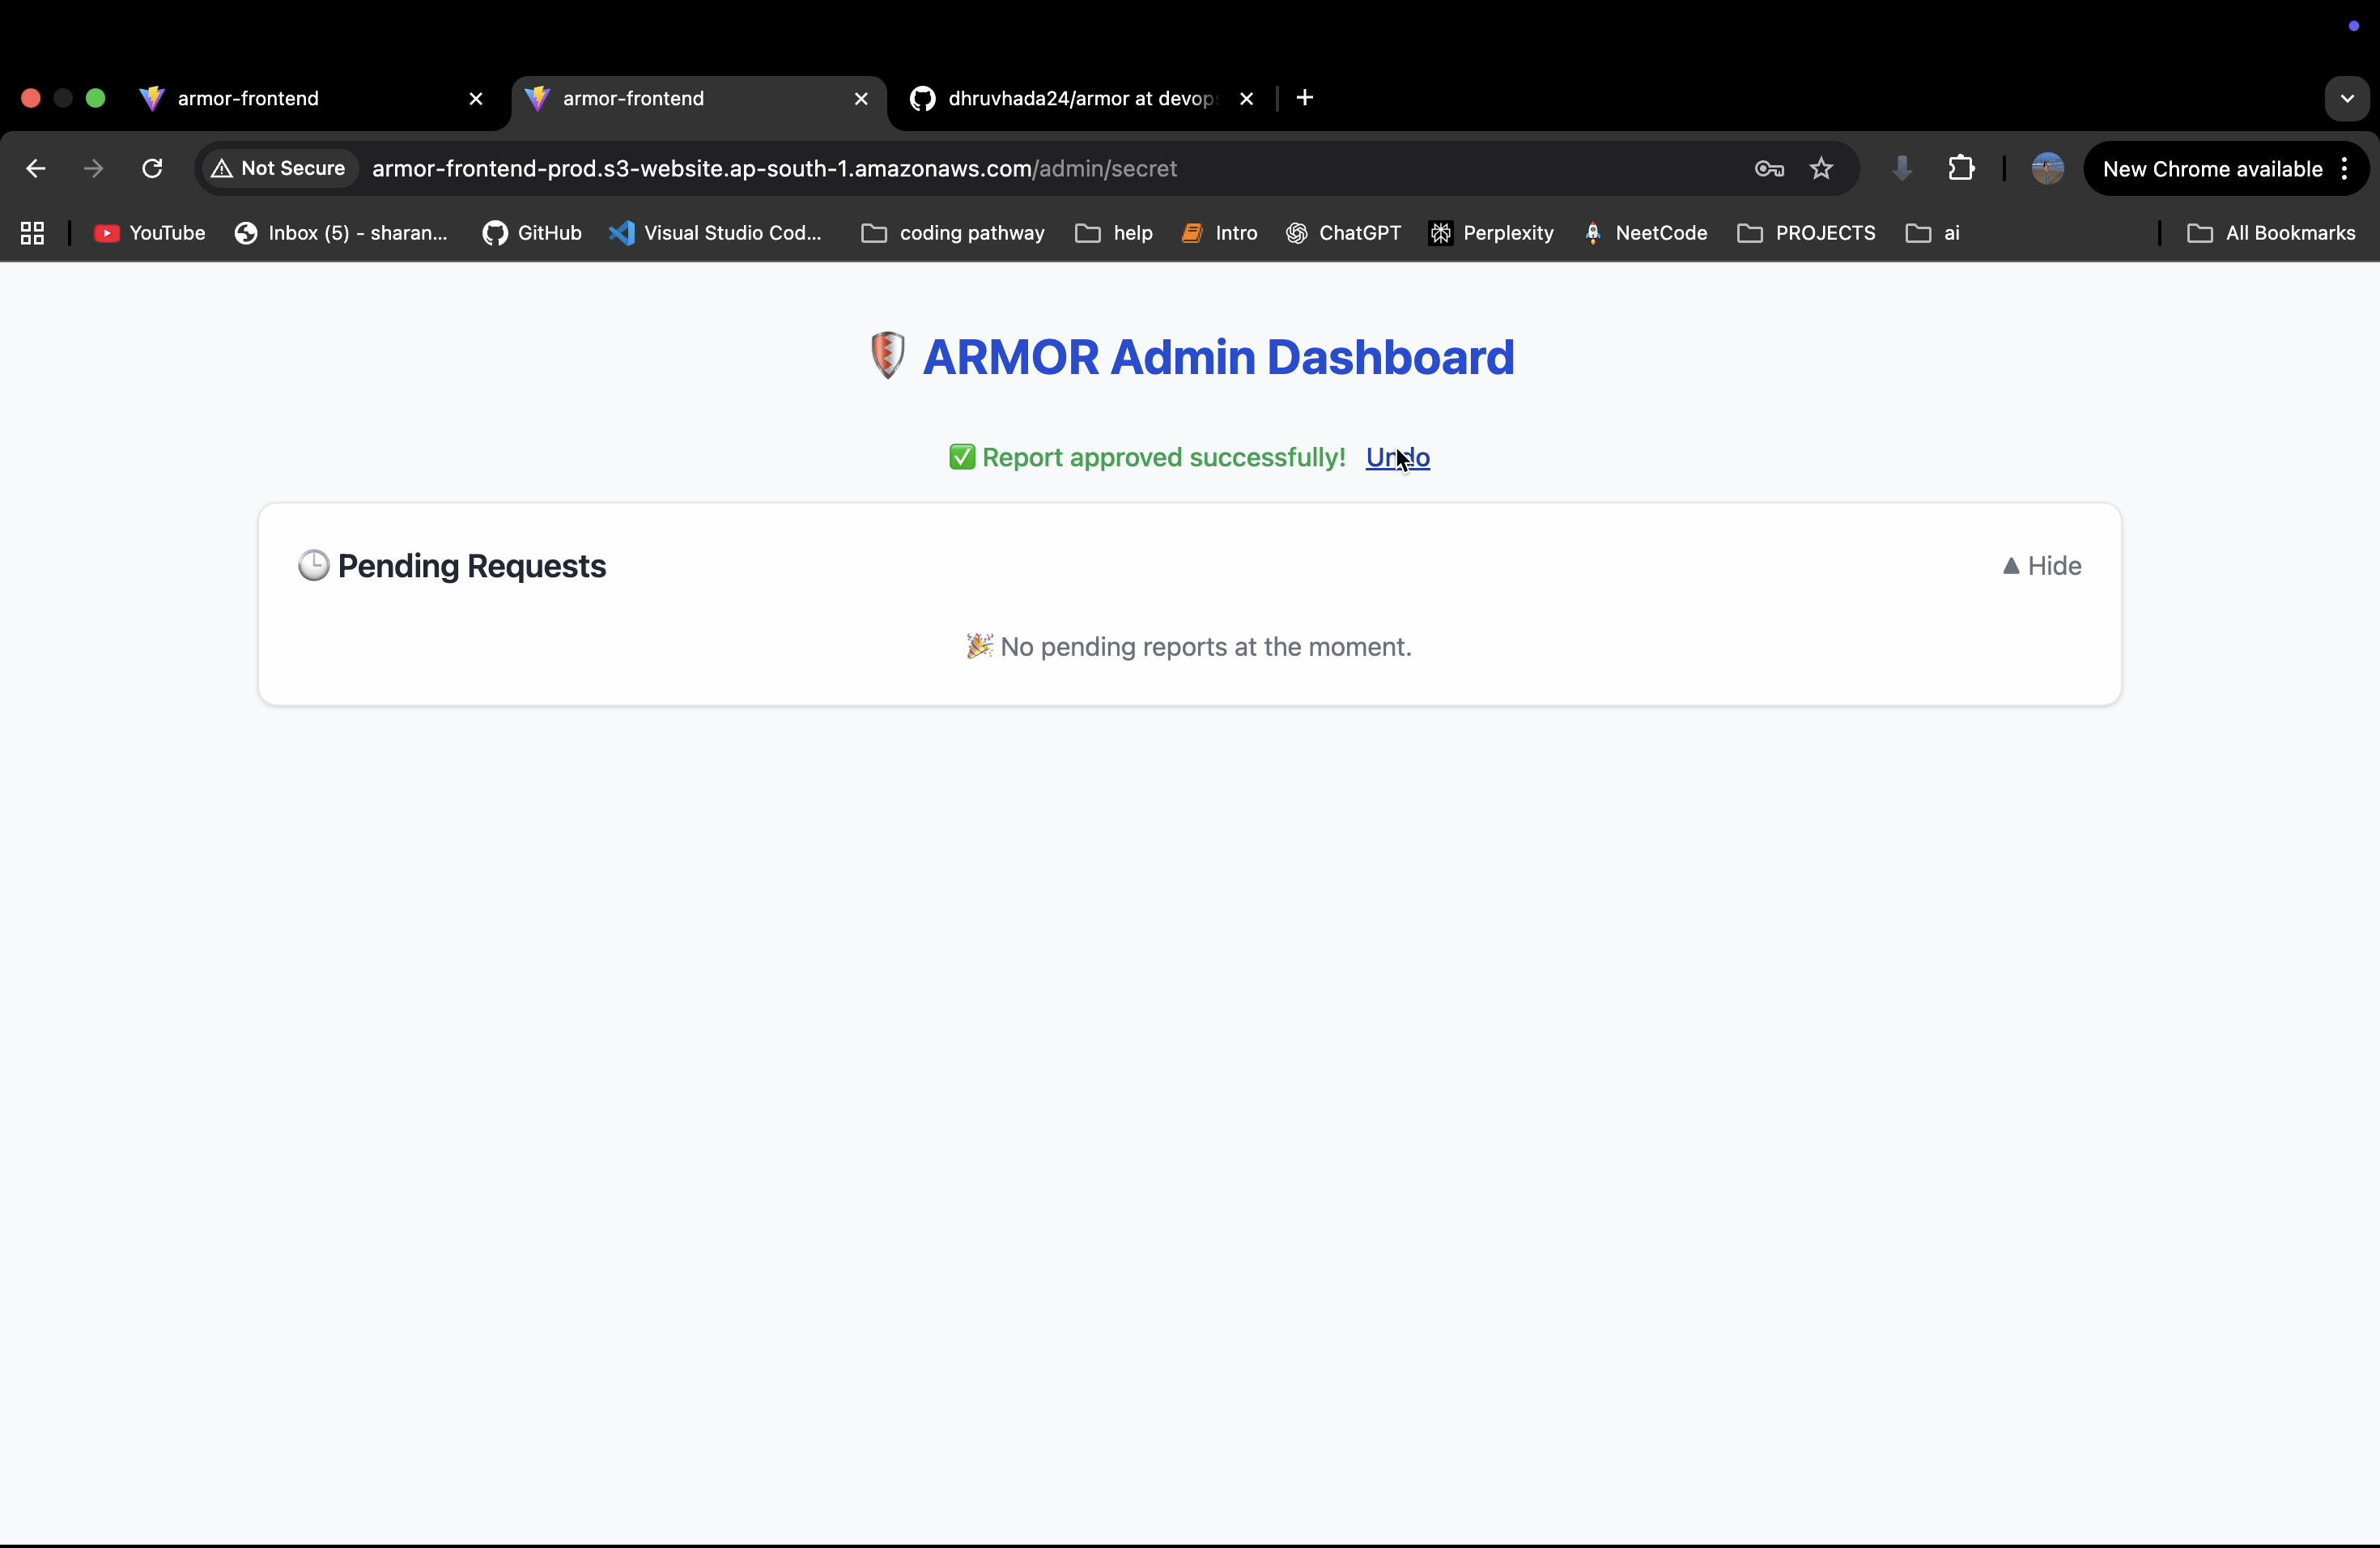 armor-frontend
armor-frontend
dhruvhada24/armor at devops
Not Secure armor-frontend-prod.s3-website.ap-south-1.amazonaws.com/admin/secret New Chrome available
YouTube Inbox (5) - sharan... GitHub Visual Studio Cod... coding pathway help Intro ChatGPT Perplexity NeetCode PROJECTS ai All Bookmarks
ARMOR Admin Dashboard
✅ Report approved successfully! Undo
🕒 Pending Requests ▲ Hide
🎉 No pending reports at the moment.